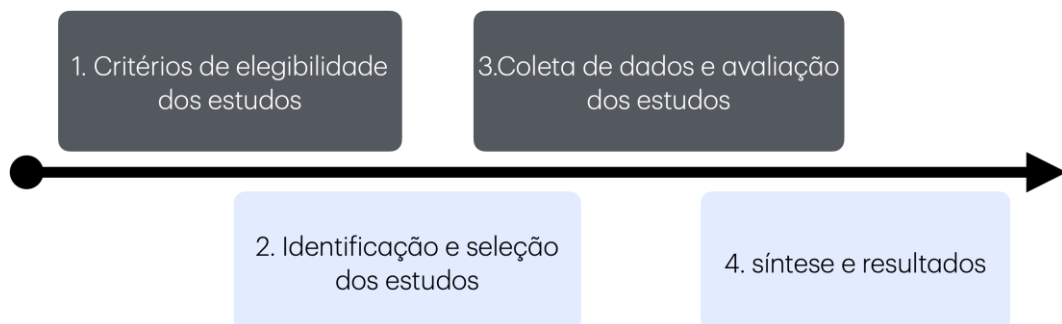 1. Critérios de elegibilidade
dos estudos
3.Coleta de dados e avaliação
dos estudos
2. Identificação e seleção
dos estudos
4. síntese e resultados